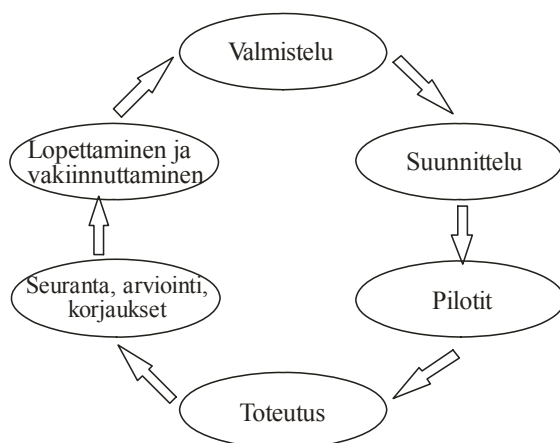 Valmistelu
Suunnittelu
Pilotit
Toteutus
Seuranta, arviointi,
korjaukset
Lopettaminen ja
vakiinnuttaminen